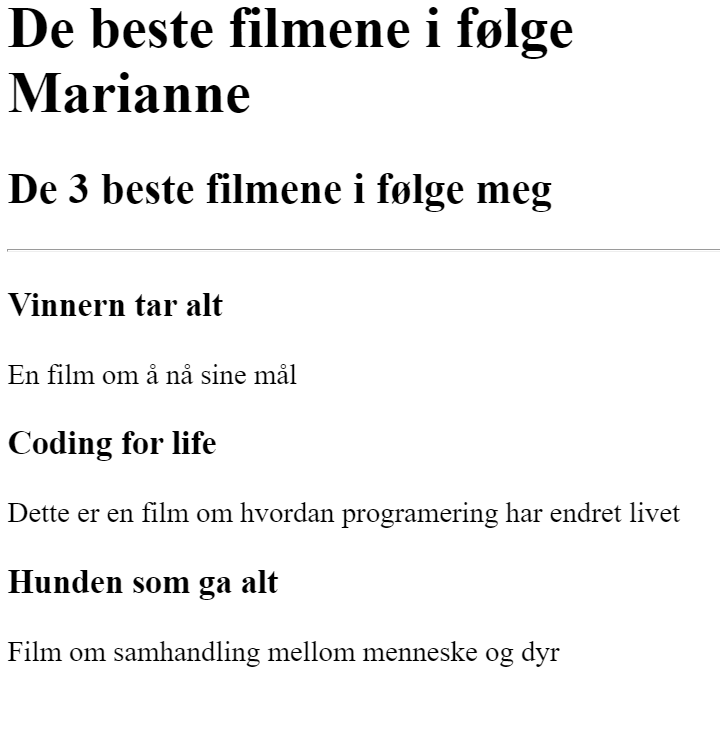 De beste filmene i følge
Marianne
De 3 beste filmene i følge meg
Vinnern tar alt
En film om å nå sine mål
Coding for life
Dette er en film om hvordan programering har endret livet
Hunden som ga alt
Film om samhandling mellom menneske og dyr